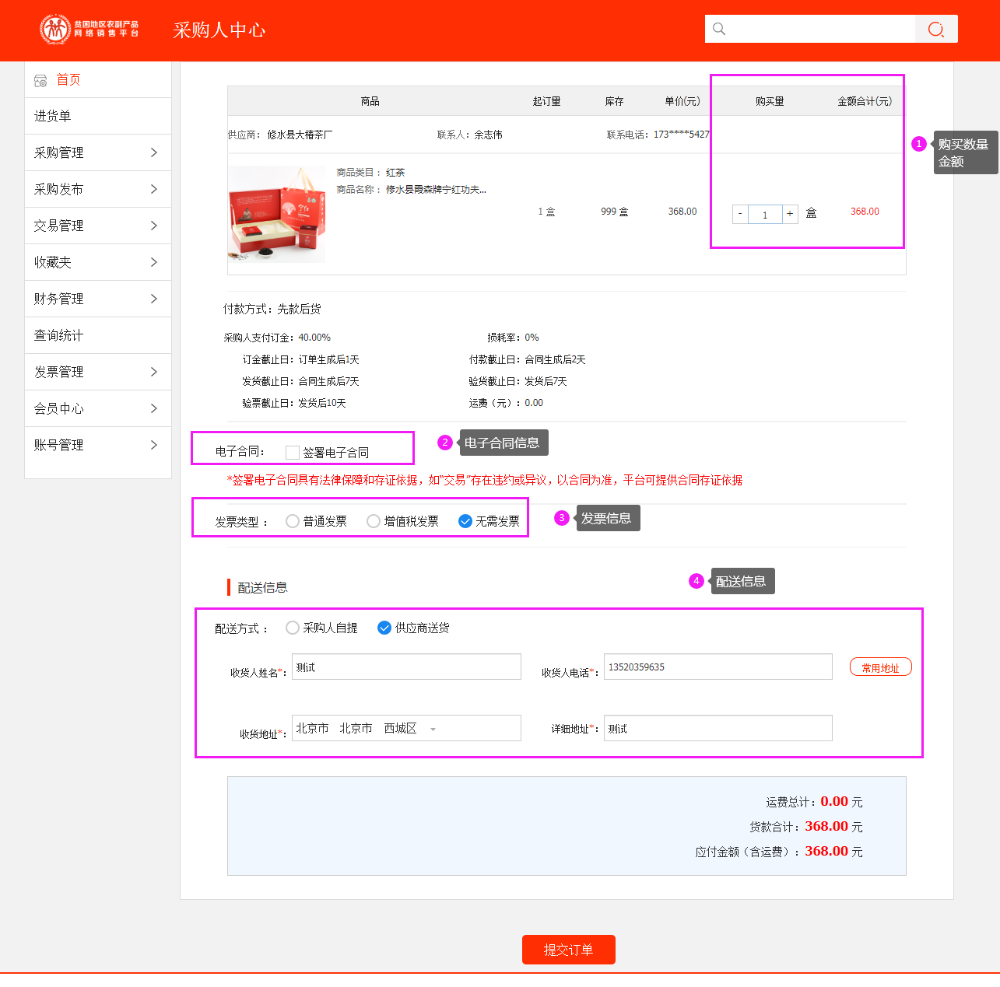 贫困地区农副产品
网络销售平台
采购人中心
首页
进货单
采购管理
采购发布
交易管理
收藏夹
财务管理
查询统计
发票管理
会员中心
账号管理
商品 起订量 库存 单价(元) 购买量 金额合计(元)
供应商： 修水县大椿茶厂 联系人：余志伟 联系电话：173****5427
1 购买数量
金额
商品类目： 红茶
商品名称： 修水县霞森牌宁红功夫...
1 盒 999 盒 368.00 - 1 + 盒 368.00
付款方式：先款后货
采购人支付订金：40.00% 损耗率：0%
订金截止日：订单生成后1天 付款截止日：合同生成后2天
发货截止日：合同生成后7天 验货截止日：发货后7天
验票截止日：发货后10天 运费（元）：0.00
电子合同： 签署电子合同
2 电子合同信息
*签署电子合同具有法律保障和存证依据，如“交易”存在违约或异议，以合同为准，平台可提供合同存证依据
发票类型： 普通发票 增值税发票 无需发票
3 发票信息
配送信息
4 配送信息
配送方式： 采购人自提 供应商送货
收货人姓名*： 测试 收货人电话*： 13520359635 常用地址
收货地址*： 北京市 北京市 西城区 详细地址*： 测试
运费总计：0.00 元
货款合计：368.00 元
应付金额（含运费）：368.00 元
提交订单